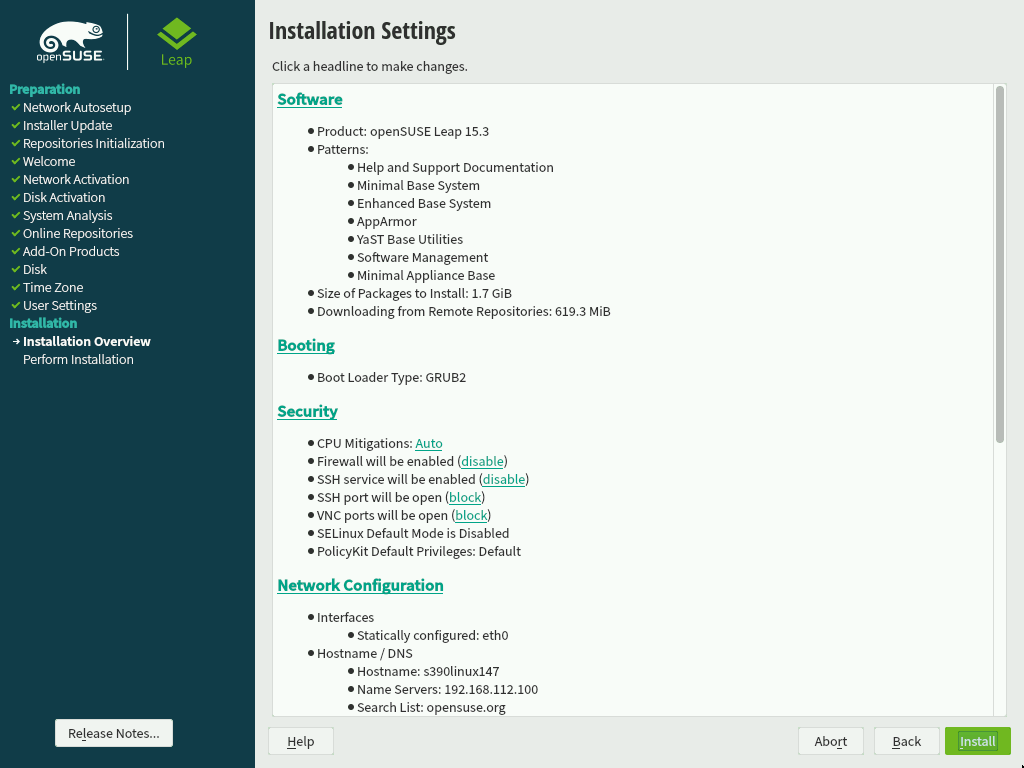 openSUSE
Leap
Preparation
Network Autosetup
Installer Update
Repositories Initialization
Welcome
Network Activation
Disk Activation
System Analysis
Online Repositories
Add-On Products
Disk
Time Zone
User Settings
Installation
Installation Overview
Perform Installation
Release Notes...
Installation Settings
Click a headline to make changes.
Software
Product: openSUSE Leap 15.3
Patterns:
Help and Support Documentation
Minimal Base System
Enhanced Base System
AppArmor
YaST Base Utilities
Software Management
Minimal Appliance Base
Size of Packages to Install: 1.7 GiB
Downloading from Remote Repositories: 619.3 MiB
Booting
Boot Loader Type: GRUB2
Security
CPU Mitigations: Auto
Firewall will be enabled (disable)
SSH service will be enabled (disable)
SSH port will be open (block)
VNC ports will be open (block)
SELinux Default Mode is Disabled
PolicyKit Default Privileges: Default
Network Configuration
Interfaces
Statically configured: eth0
Hostname / DNS
Hostname: s390linux147
Name Servers: 192.168.112.100
Search List: opensuse.org
Help
Abort
Back
Install